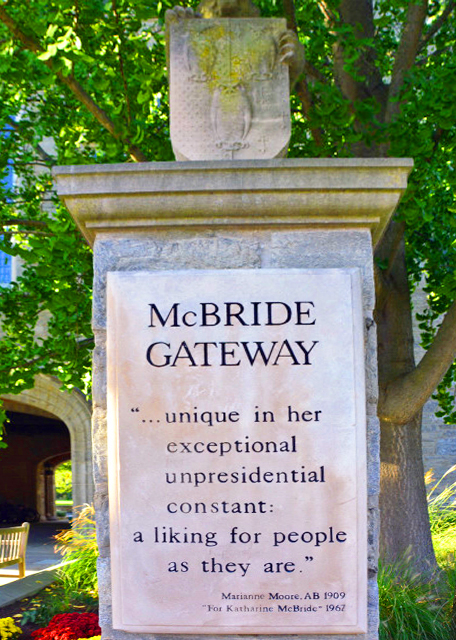 McBRIDE
GATEWAY
“...unique in her
exceptional
unpresidential
constant:
a liking for people
as they are.”
Marianne Moore, AB 1909
"For Katharine McBride" 1967